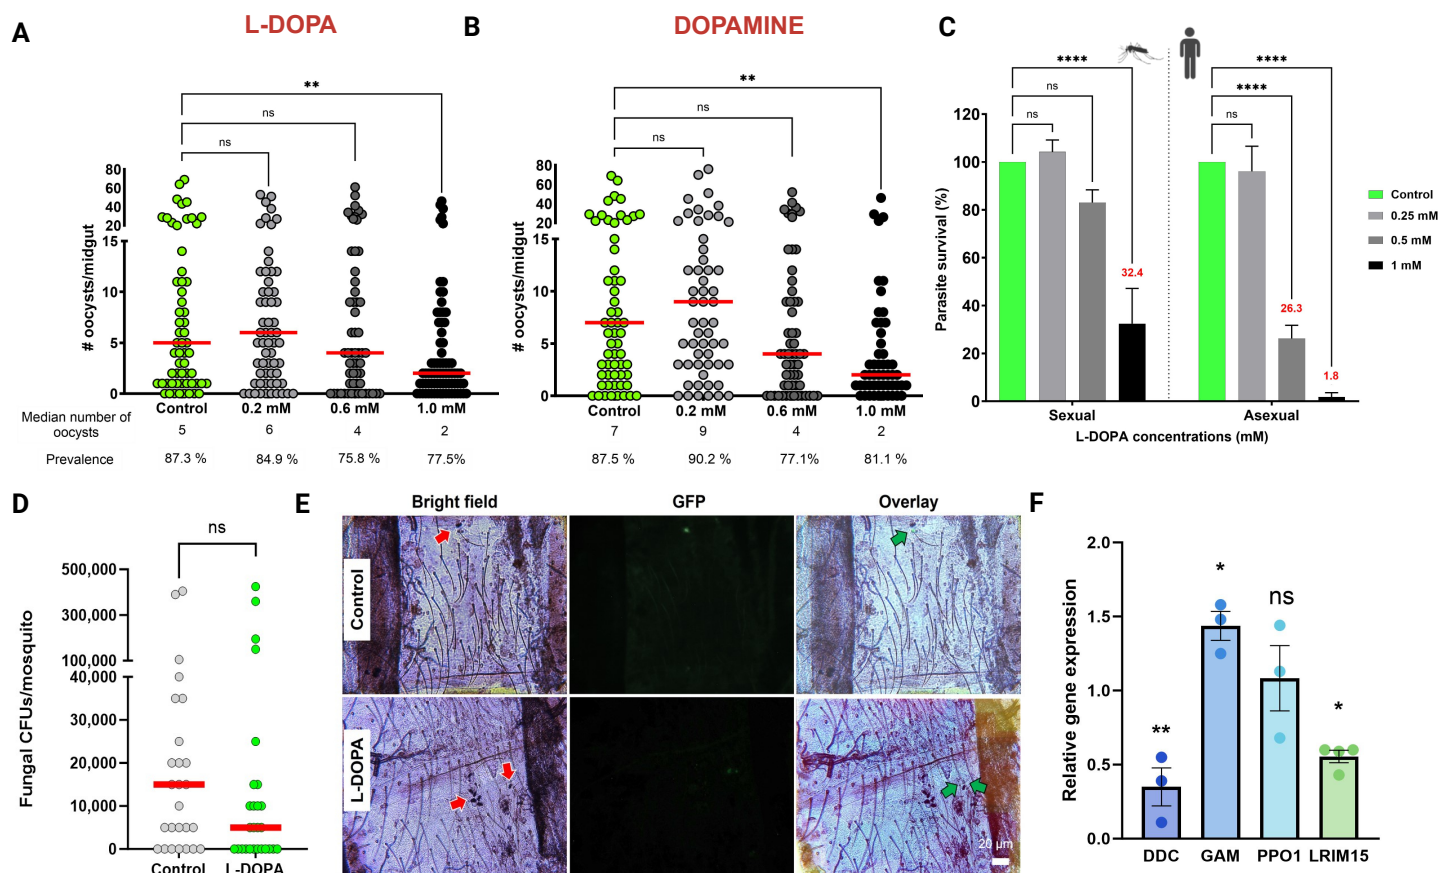 A
L-DOPA
**
ns
ns
# oocysts/midgut
80
60
40
20
15
10
5
0
Control 0.2 mM 0.6 mM 1.0 mM
Median number of oocysts 5 6 4 2
Prevalence 87.3 % 84.9 % 75.8 % 77.5%
B
DOPAMINE
**
ns
ns
# oocysts/midgut
80
60
40
20
15
10
5
0
Control 0.2 mM 0.6 mM 1.0 mM
7 9 4 2
87.5 % 90.2 % 77.1% 81.1 %
C
**** ****
ns ****
ns ns
Parasite survival (%)
120
100
80
60
40
20
0
32.4
26.3
1.8
Sexual Asexual
L-DOPA concentrations (mM)
Control
0.25 mM
0.5 mM
1 mM
D
ns
Fungal CFUs/mosquito
500,000
300,000
100,000
40,000
30,000
20,000
10,000
0
Control L-DOPA
E
Bright field GFP Overlay
Control
L-DOPA
20 µm
F
Relative gene expression
2.0
1.5
1.0
0.5
0.0
**
*
ns
*
DDC GAM PPO1 LRIM15